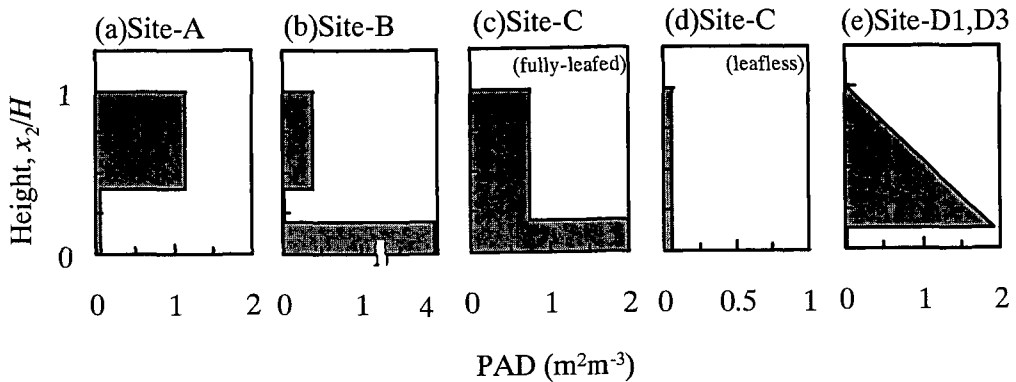 (a)Site-A (b)Site-B (c)Site-C (d)Site-C (e)Site-D1,D3
(fully-leafed) (leafless)
Height, x₂/H
1
0
0 1 2 0 1 4 0 1 2 0 0.5 1 0 1 2
PAD (m²m⁻³)